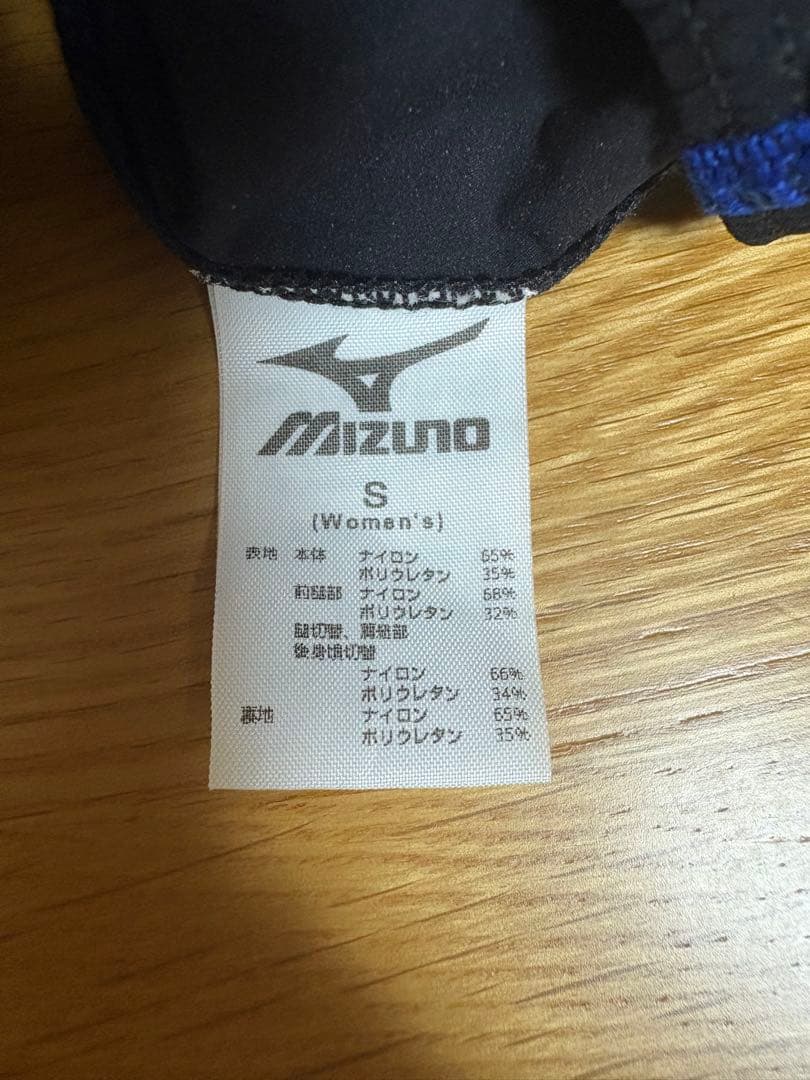 MIZUNO
S
(Women's)
表地 本体 ナイロン 65%
ポリウレタン 35%
前腿部 ナイロン 68%
ポリウレタン 32%
腿切替、肩紐部
後身頃切替
ナイロン 66%
ポリウレタン 34%
裏地 ナイロン 65%
ポリウレタン 35%